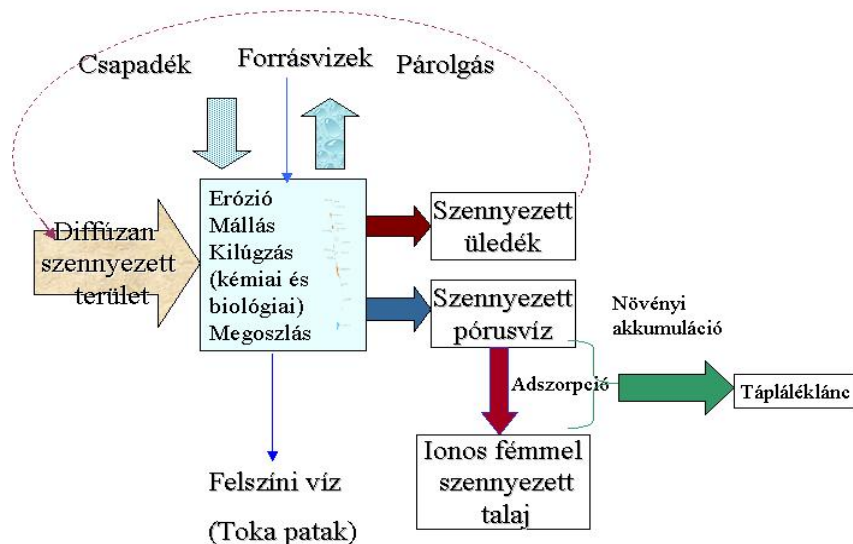 Csapadék
Forrásvizek
Párolgás
Diffúzan
szennyezett
terület
Erózió
Mállás
Kilúgzás
(kémiai és
biológiai)
Megoszlás
Szennyezett
üledék
Szennyezett
pórusvíz
Növényi
akkumuláció
Adszorpció
Tápláléklánc
Ionos fémmel
szennyezett
talaj
Felszíni víz
(Toka patak)